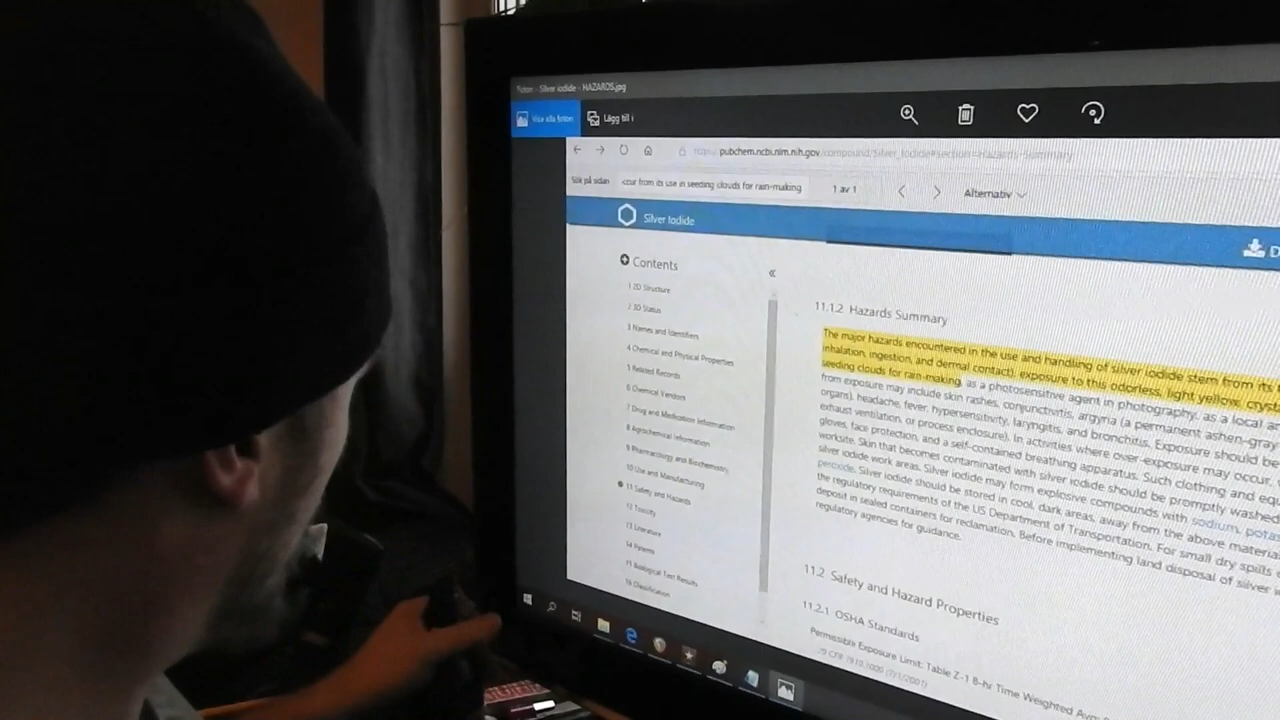 Foton - Silver iodide - HAZARDS.jpg
Visa alla foton
Lägg till i
pubchem.ncbi.nlm.nih.gov/compound/Silver_Iodide#section=Hazards-Summary
Sök på sidan
occur from its use in seeding clouds for rain-making
1 av 1
Alternativ
Silver Iodide
D
Contents
1 2D Structure
2 3D Status
3 Names and Identifiers
4 Chemical and Physical Properties
5 Related Records
6 Chemical Vendors
7 Drug and Medication Information
8 Agrochemical Information
9 Pharmacology and Biochemistry
10 Use and Manufacturing
11 Safety and Hazards
12 Toxicity
13 Literature
14 Patents
15 Biological Test Results
16 Classification
11.1.2 Hazards Summary
The major hazards encountered in the use and handling of silver iodide stem from its
inhalation, ingestion, and dermal contact). exposure to this odorless, light yellow, cryst
seeding clouds for rain-making, as a photosensitive agent in photography, as a local a
from exposure may include skin rashes, conjunctivitis, argyria (a permanent ashen-gray
organs), headache, fever, hypersensitivity, laryngitis, and bronchitis. Exposure should be
exhaust ventilation, or process enclosure). In activities where over-exposure may occur,
gloves, face protection, and a self-contained breathing apparatus. Such clothing and equ
worksite. Skin that becomes contaminated with silver iodide should be promptly washed
silver iodide work areas. Silver iodide may form explosive compounds with sodium, potas
peroxide. Silver iodide should be stored in cool, dark areas, away from the above materia
the regulatory requirements of the US Department of Transportation. For small dry spills
deposit in sealed containers for reclamation. Before implementing land disposal of silver
regulatory agencies for guidance.
11.2 Safety and Hazard Properties
11.2.1 OSHA Standards
Permissible Exposure Limit: Table Z-1 8-hr Time Weighted Avera
29 CFR 1910.1000 (7/1/2001)